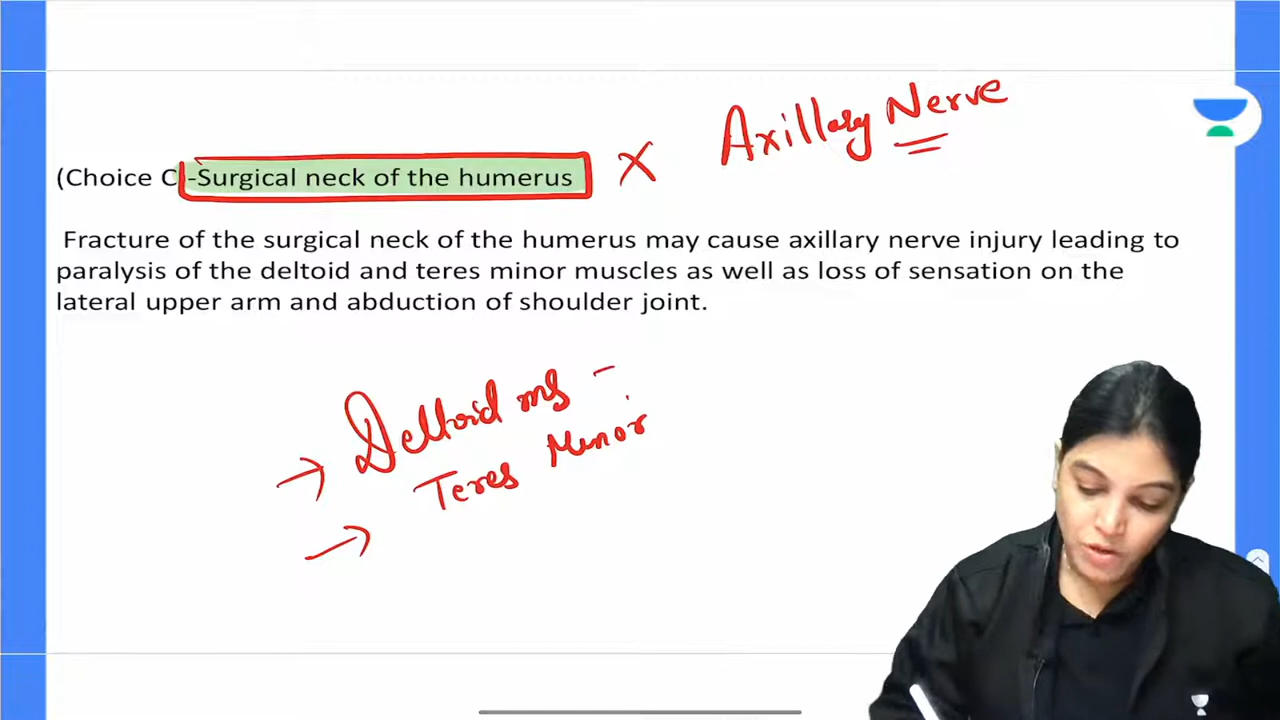 Axillary Nerve
(Choice C)-Surgical neck of the humerus X
Fracture of the surgical neck of the humerus may cause axillary nerve injury leading to
paralysis of the deltoid and teres minor muscles as well as loss of sensation on the
lateral upper arm and abduction of shoulder joint.
→ Deltoid ms -
Teres Minor
→